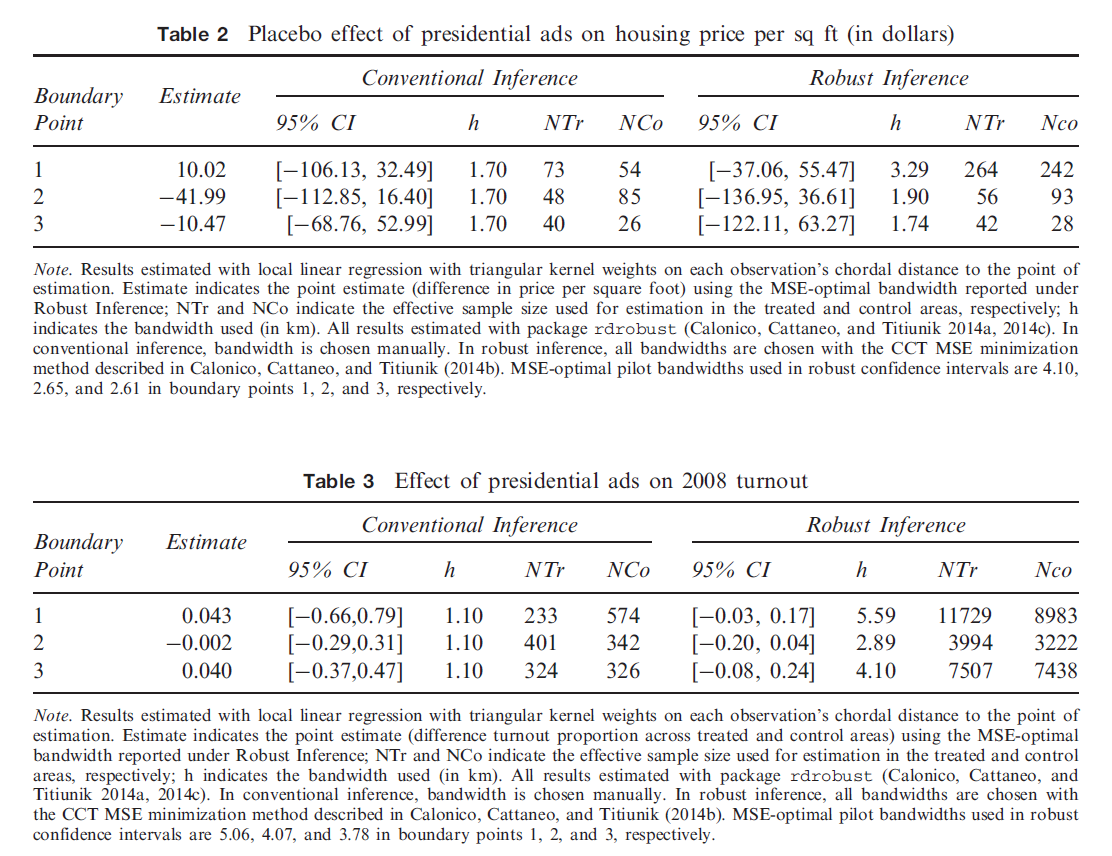 Table 2 Placebo effect of presidential ads on housing price per sq ft (in dollars)
Conventional Inference Robust Inference
Boundary Point Estimate 95% CI h NTr NCo 95% CI h NTr Nco
1 10.02 [−106.13, 32.49] 1.70 73 54 [−37.06, 55.47] 3.29 264 242
2 −41.99 [−112.85, 16.40] 1.70 48 85 [−136.95, 36.61] 1.90 56 93
3 −10.47 [−68.76, 52.99] 1.70 40 26 [−122.11, 63.27] 1.74 42 28
Note. Results estimated with local linear regression with triangular kernel weights on each observation's chordal distance to the point of
estimation. Estimate indicates the point estimate (difference in price per square foot) using the MSE-optimal bandwidth reported under
Robust Inference; NTr and NCo indicate the effective sample size used for estimation in the treated and control areas, respectively; h
indicates the bandwidth used (in km). All results estimated with package rdrobust (Calonico, Cattaneo, and Titiunik 2014a, 2014c). In
conventional inference, bandwidth is chosen manually. In robust inference, all bandwidths are chosen with the CCT MSE minimization
method described in Calonico, Cattaneo, and Titiunik (2014b). MSE-optimal pilot bandwidths used in robust confidence intervals are 4.10,
2.65, and 2.61 in boundary points 1, 2, and 3, respectively.
Table 3 Effect of presidential ads on 2008 turnout
Conventional Inference Robust Inference
Boundary Point Estimate 95% CI h NTr NCo 95% CI h NTr Nco
1 0.043 [−0.66,0.79] 1.10 233 574 [−0.03, 0.17] 5.59 11729 8983
2 −0.002 [−0.29,0.31] 1.10 401 342 [−0.20, 0.04] 2.89 3994 3222
3 0.040 [−0.37,0.47] 1.10 324 326 [−0.08, 0.24] 4.10 7507 7438
Note. Results estimated with local linear regression with triangular kernel weights on each observation's chordal distance to the point of
estimation. Estimate indicates the point estimate (difference turnout proportion across treated and control areas) using the MSE-optimal
bandwidth reported under Robust Inference; NTr and NCo indicate the effective sample size used for estimation in the treated and control
areas, respectively; h indicates the bandwidth used (in km). All results estimated with package rdrobust (Calonico, Cattaneo, and
Titiunik 2014a, 2014c). In conventional inference, bandwidth is chosen manually. In robust inference, all bandwidths are chosen with
the CCT MSE minimization method described in Calonico, Cattaneo, and Titiunik (2014b). MSE-optimal pilot bandwidths used in robust
confidence intervals are 5.06, 4.07, and 3.78 in boundary points 1, 2, and 3, respectively.